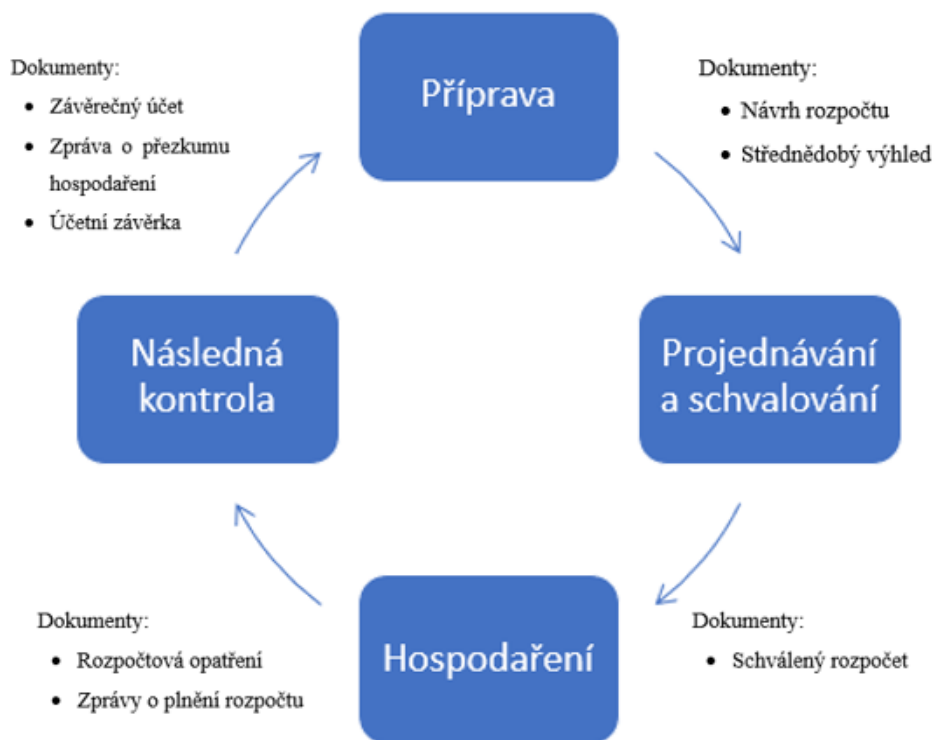 Příprava
Dokumenty:
• Návrh rozpočtu
• Střednědobý výhled
Projednávání
a schvalování
Dokumenty:
• Schválený rozpočet
Hospodaření
Dokumenty:
• Rozpočtová opatření
• Zprávy o plnění rozpočtu
Následná
kontrola
Dokumenty:
• Závěrečný účet
• Zpráva o přezkumu
hospodaření
• Účetní závěrka